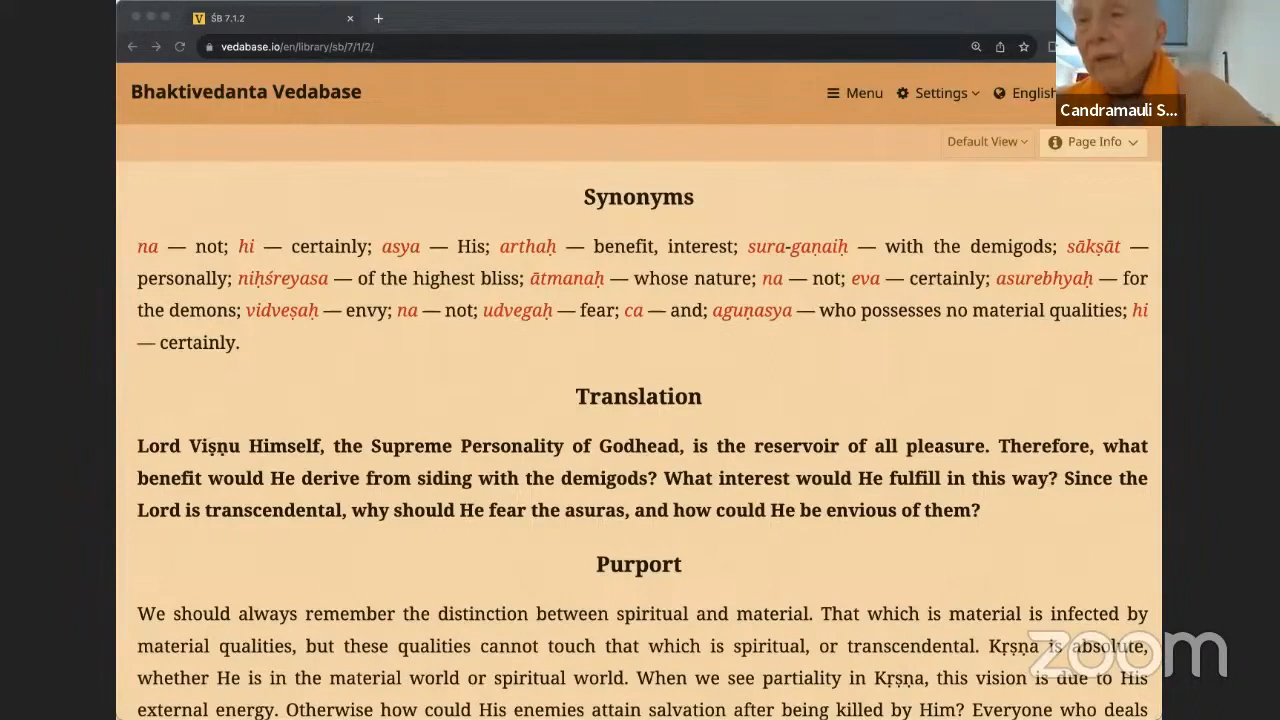 ŚB 7.1.2
vedabase.io/en/library/sb/7/1/2/
Bhaktivedanta Vedabase
Menu Settings English
Candramauli S...
Default View Page Info
Synonyms
na — not; hi — certainly; asya — His; arthaḥ — benefit, interest; sura-gaṇaiḥ — with the demigods; sākṣāt —
personally; niḥśreyasa — of the highest bliss; ātmanaḥ — whose nature; na — not; eva — certainly; asurebhyaḥ — for
the demons; vidveṣaḥ — envy; na — not; udvegaḥ — fear; ca — and; aguṇasya — who possesses no material qualities; hi
— certainly.
Translation
Lord Viṣṇu Himself, the Supreme Personality of Godhead, is the reservoir of all pleasure. Therefore, what
benefit would He derive from siding with the demigods? What interest would He fulfill in this way? Since the
Lord is transcendental, why should He fear the asuras, and how could He be envious of them?
Purport
We should always remember the distinction between spiritual and material. That which is material is infected by
material qualities, but these qualities cannot touch that which is spiritual, or transcendental. Kṛṣṇa is absolute,
whether He is in the material world or spiritual world. When we see partiality in Kṛṣṇa, this vision is due to His
external energy. Otherwise how could His enemies attain salvation after being killed by Him? Everyone who deals
zoom